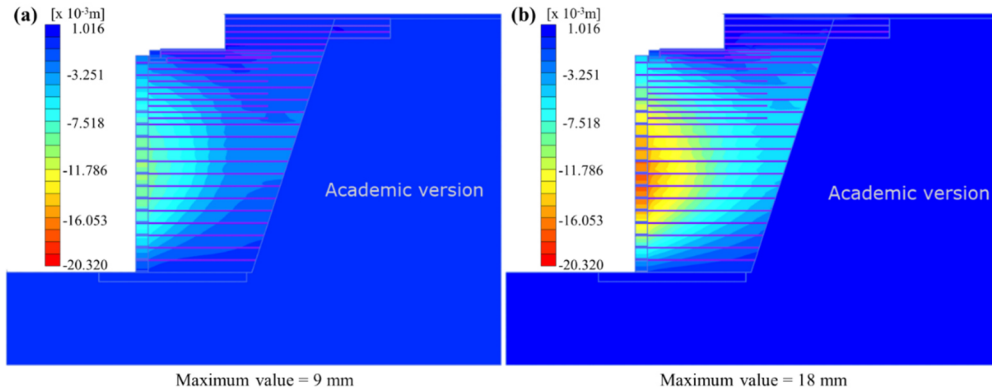 (a)
[x 10⁻³m]
1.016
-3.251
-7.518
-11.786
-16.053
-20.320
Academic version
Maximum value = 9 mm
(b)
[x 10⁻³m]
1.016
-3.251
-7.518
-11.786
-16.053
-20.320
Academic version
Maximum value = 18 mm